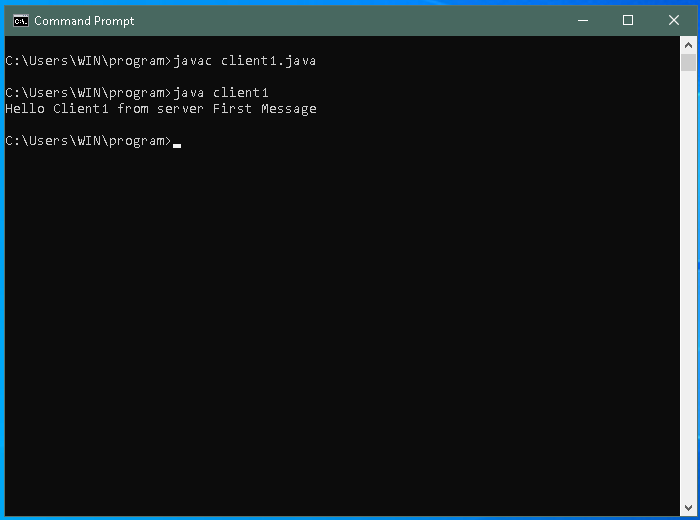 Command Prompt
C:\Users\WIN\program>javac client1.java
C:\Users\WIN\program>java client1
Hello Client1 from server First Message
C:\Users\WIN\program>